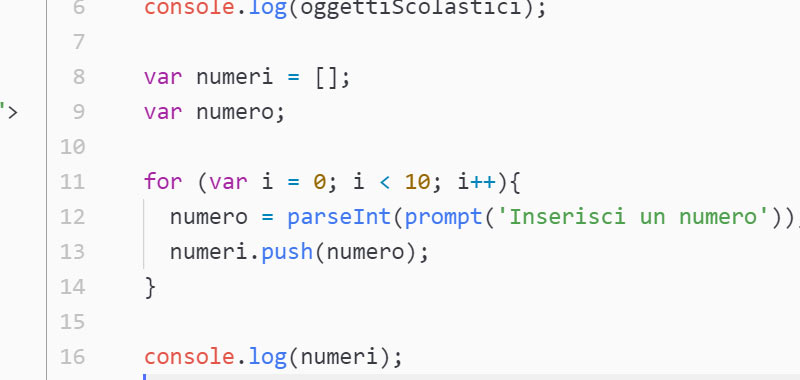 6 console.log(oggettiScolastici);
7
8 var numeri = [];
9 var numero;
'>
10
11 for (var i = 0; i < 10; i++){
12 numero = parseInt(prompt('Inserisci un numero'));
13 numeri.push(numero);
14 }
15
16 console.log(numeri);